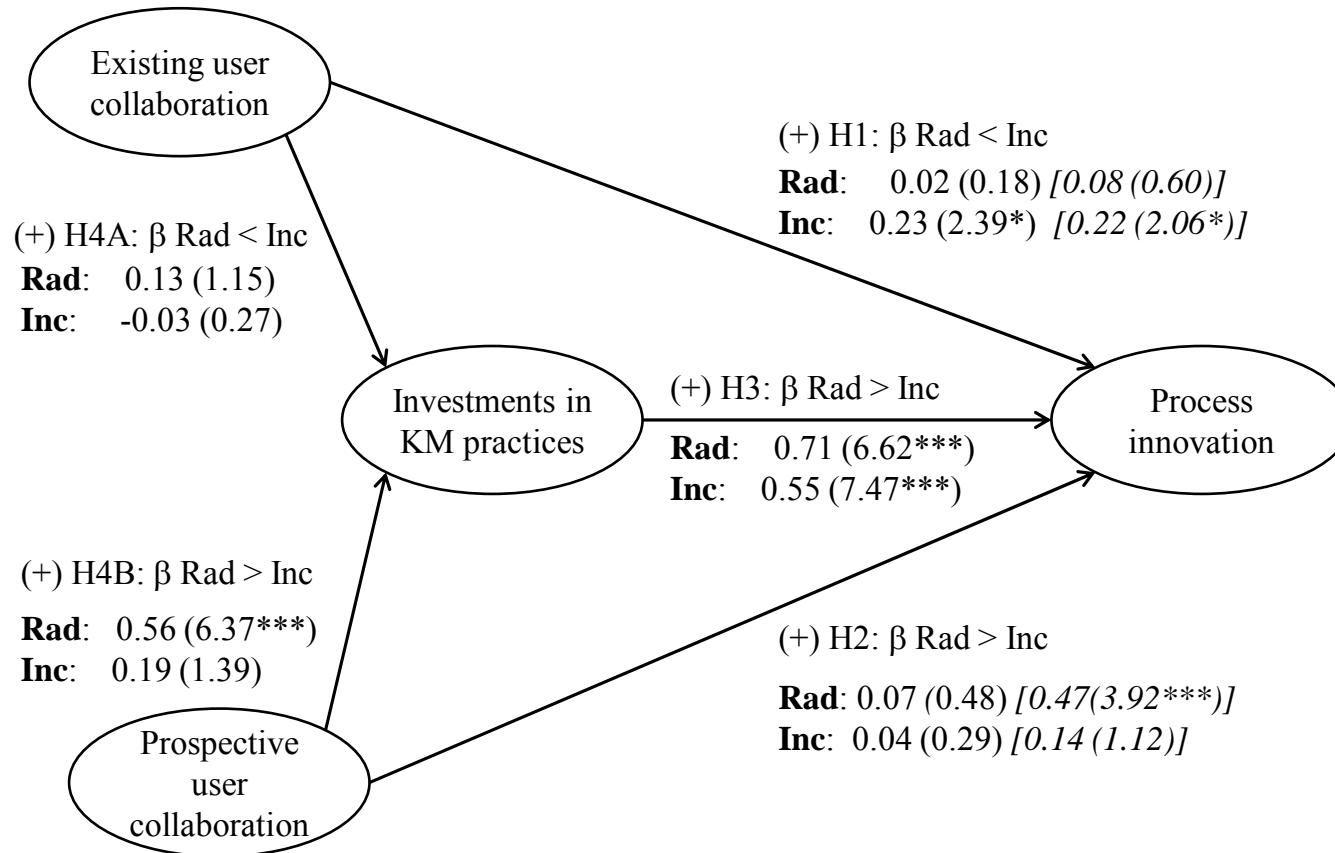 Existing user
collaboration
(+) H1: β Rad < Inc
Rad: 0.02 (0.18) [0.08 (0.60)]
Inc: 0.23 (2.39*) [0.22 (2.06*)]
(+) H4A: β Rad < Inc
Rad: 0.13 (1.15)
Inc: -0.03 (0.27)
Investments in
KM practices
(+) H3: β Rad > Inc
Rad: 0.71 (6.62***)
Inc: 0.55 (7.47***)
Process
innovation
(+) H4B: β Rad > Inc
Rad: 0.56 (6.37***)
Inc: 0.19 (1.39)
(+) H2: β Rad > Inc
Rad: 0.07 (0.48) [0.47(3.92***)]
Inc: 0.04 (0.29) [0.14 (1.12)]
Prospective
user
collaboration